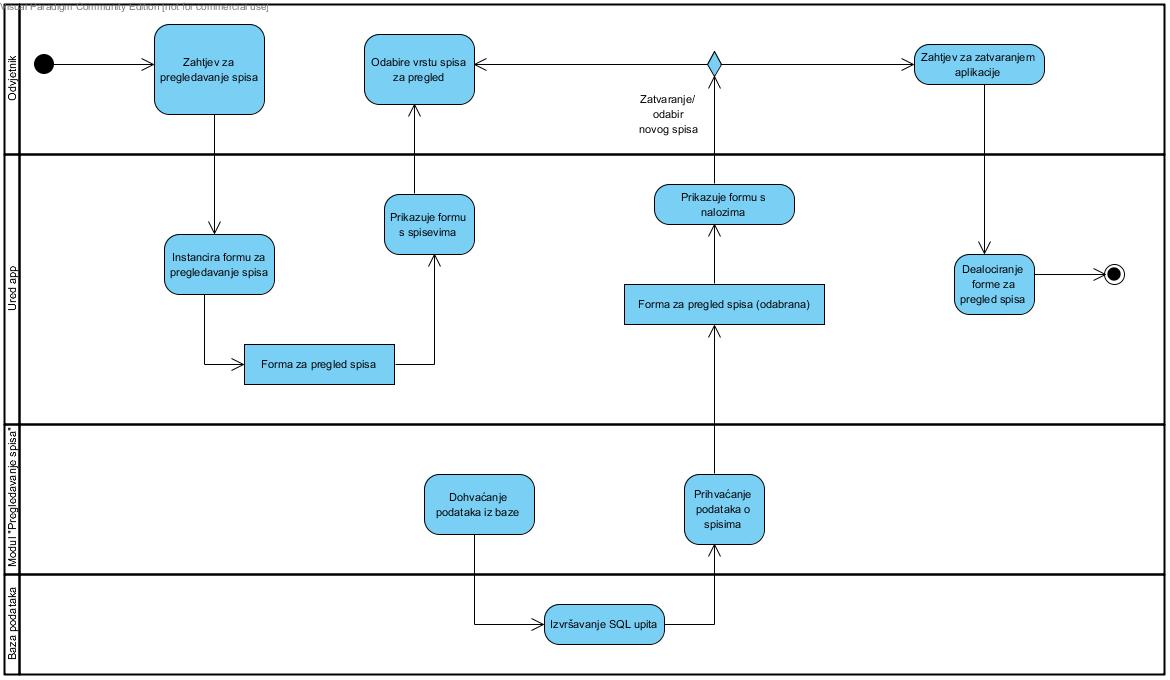 Visual Paradigm Community Edition [not for commercial use]
Odvjetnik
Zahtjev za
pregledavanje spisa
Odabire vrstu spisa
za pregled
Zatvaranje/
odabir
novog spisa
Zahtjev za zatvaranjem
aplikacije
Ured app
Instancira formu za
pregledavanje spisa
Forma za pregled spisa
Prikazuje formu
s spisevima
Prikazuje formu s
nalozima
Forma za pregled spisa (odabrana)
Dealociranje
forme za
pregled spisa
Modul "Pregledavanje spisa"
Dohvaćanje
podataka iz baze
Prihvaćanje
podataka o
spisima
Baza podataka
Izvršavanje SQL upita